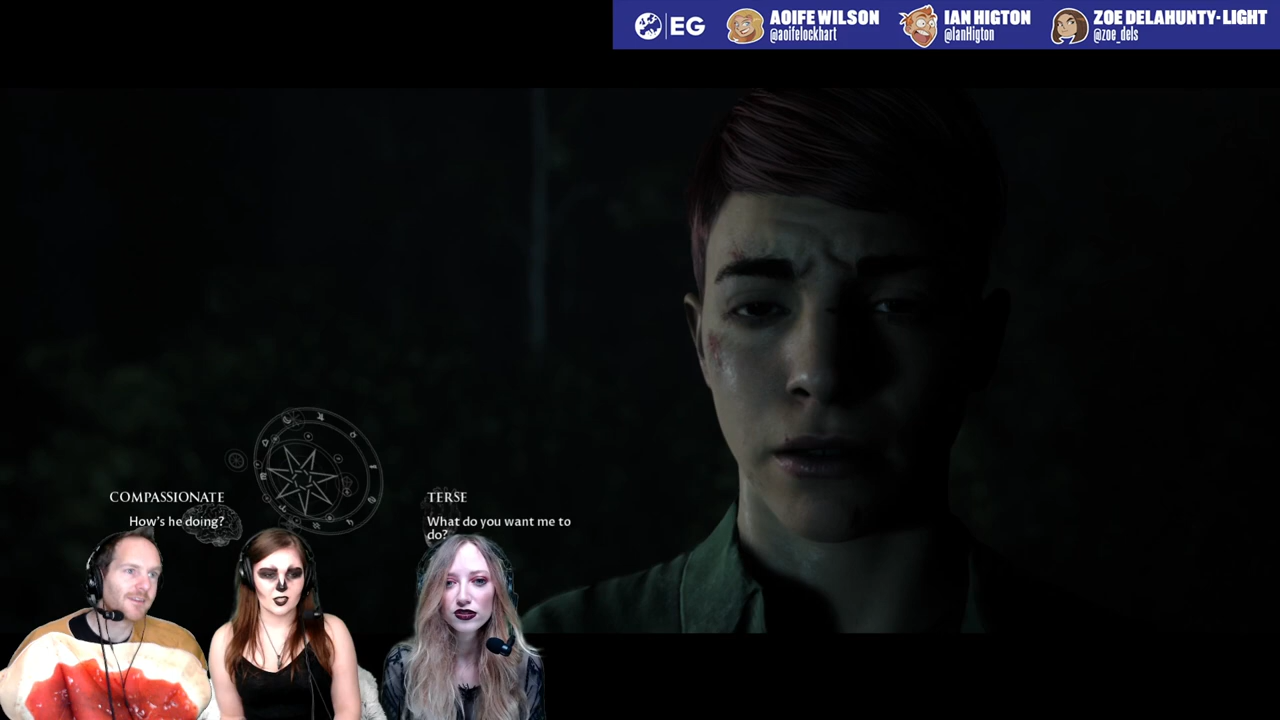 EG
AOIFE WILSON
@aoifelockhart
IAN HIGTON
@IanHigton
ZOE DELAHUNTY-LIGHT
@zoe_dels
COMPASSIONATE
How's he doing?
TERSE
What do you want me to
do?